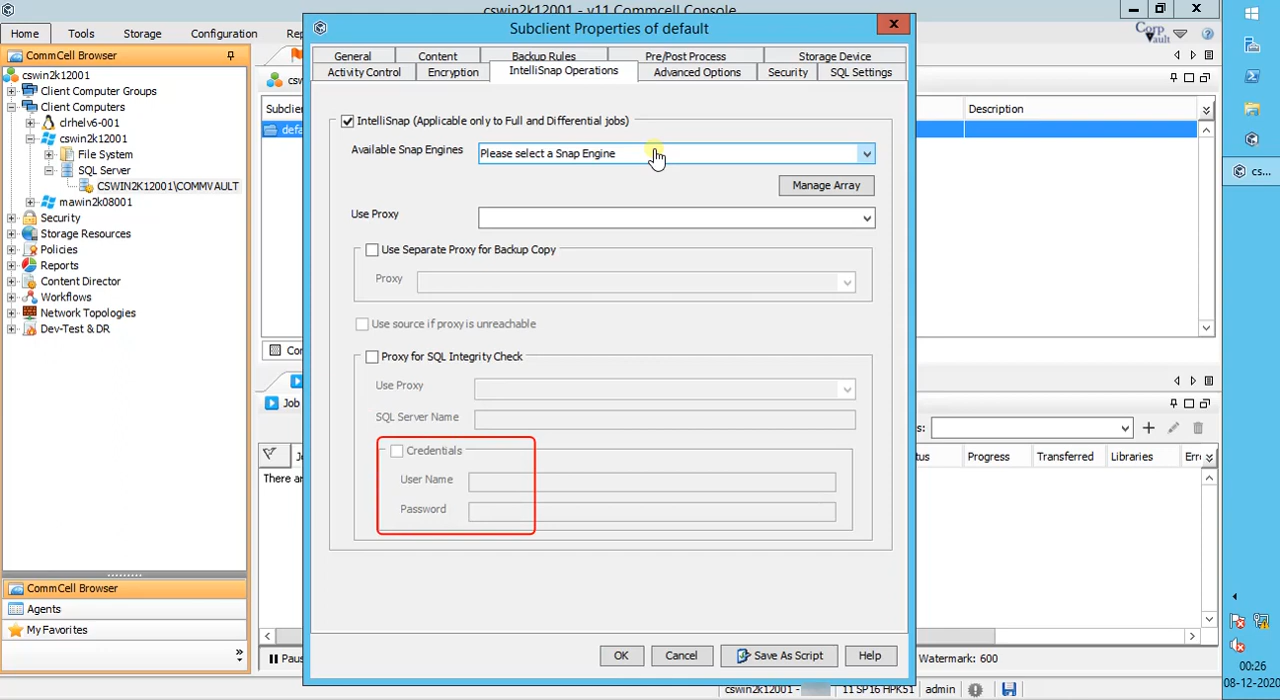 cswin2k12001 - v11 Commcell Console
Subclient Properties of default
Home
Tools
Storage
Configuration
Corp
Vault
CommCell Browser
cswin2k12001
Client Computer Groups
Client Computers
clrhelv6-001
cswin2k12001
File System
SQL Server
CSWIN2K12001\COMMVAULT
mawin2k08001
Security
Storage Resources
Policies
Reports
Content Director
Workflows
Network Topologies
Dev-Test & DR
CommCell Browser
Agents
My Favorites
General
Content
Backup Rules
Pre/Post Process
Storage Device
Activity Control
Encryption
IntelliSnap Operations
Advanced Options
Security
SQL Settings
IntelliSnap (Applicable only to Full and Differential jobs)
Available Snap Engines
Please select a Snap Engine
Manage Array
Use Proxy
Use Separate Proxy for Backup Copy
Proxy
Use source if proxy is unreachable
Proxy for SQL Integrity Check
Use Proxy
SQL Server Name
Credentials
User Name
Password
OK
Cancel
Save As Script
Help
Description
Job
Progress
Transferred
Libraries
Watermark: 600
cswin2k12001 -
11 SP16 HPK51
admin
cs...
00:26
08-12-2020